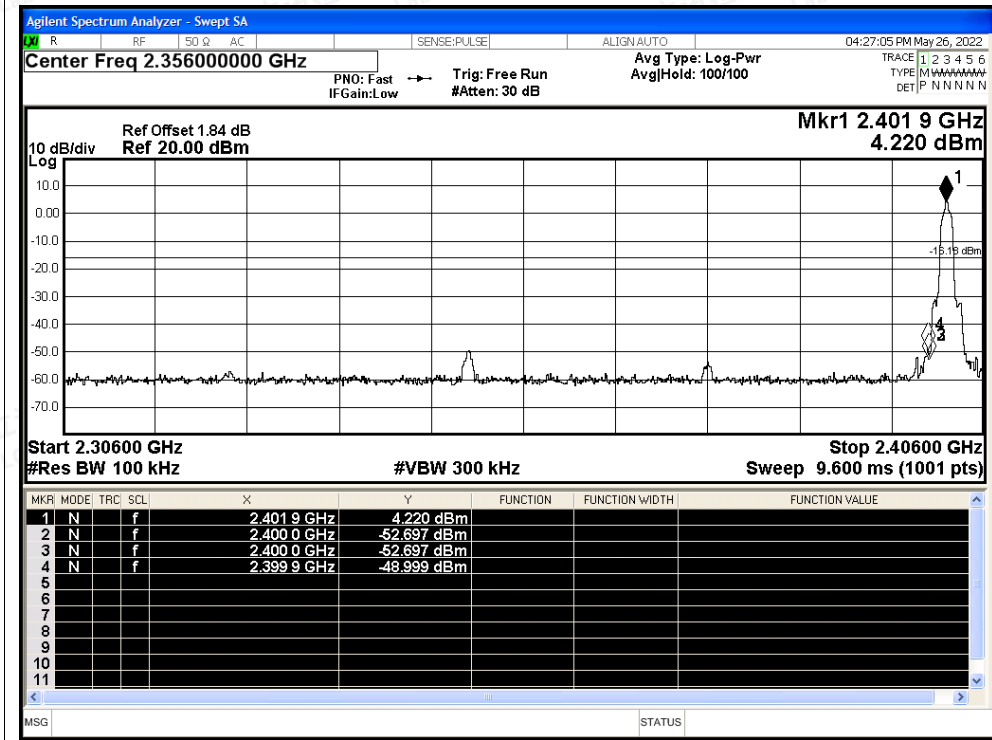 Agilent Spectrum Analyzer - Swept SA
LXI R RF 50 Ω AC SENSE:PULSE ALIGN AUTO 04:27:05 PM May 26, 2022
Center Freq 2.356000000 GHz
PNO: Fast Trig: Free Run Avg Type: Log-Pwr TRACE 1 2 3 4 5 6
IFGain:Low #Atten: 30 dB Avg|Hold: 100/100 TYPE M WWWWW
DET P N N N N N
Mkr1 2.401 9 GHz
4.220 dBm
Ref Offset 1.84 dB
10 dB/div Ref 20.00 dBm
Log
1
10.0
0.00
-10.0
-20.0
-30.0
-40.0
-50.0
-60.0
-70.0
4
Start 2.30600 GHz Stop 2.40600 GHz
#Res BW 100 kHz #VBW 300 kHz Sweep 9.600 ms (1001 pts)
MKR MODE TRC SCL X Y FUNCTION FUNCTION WIDTH FUNCTION VALUE
1 N f 2.401 9 GHz 4.220 dBm
2 N f 2.400 0 GHz -52.697 dBm
3 N f 2.400 0 GHz -52.697 dBm
4 N f 2.399 9 GHz -48.999 dBm
5
6
7
8
9
10
11
MSG STATUS